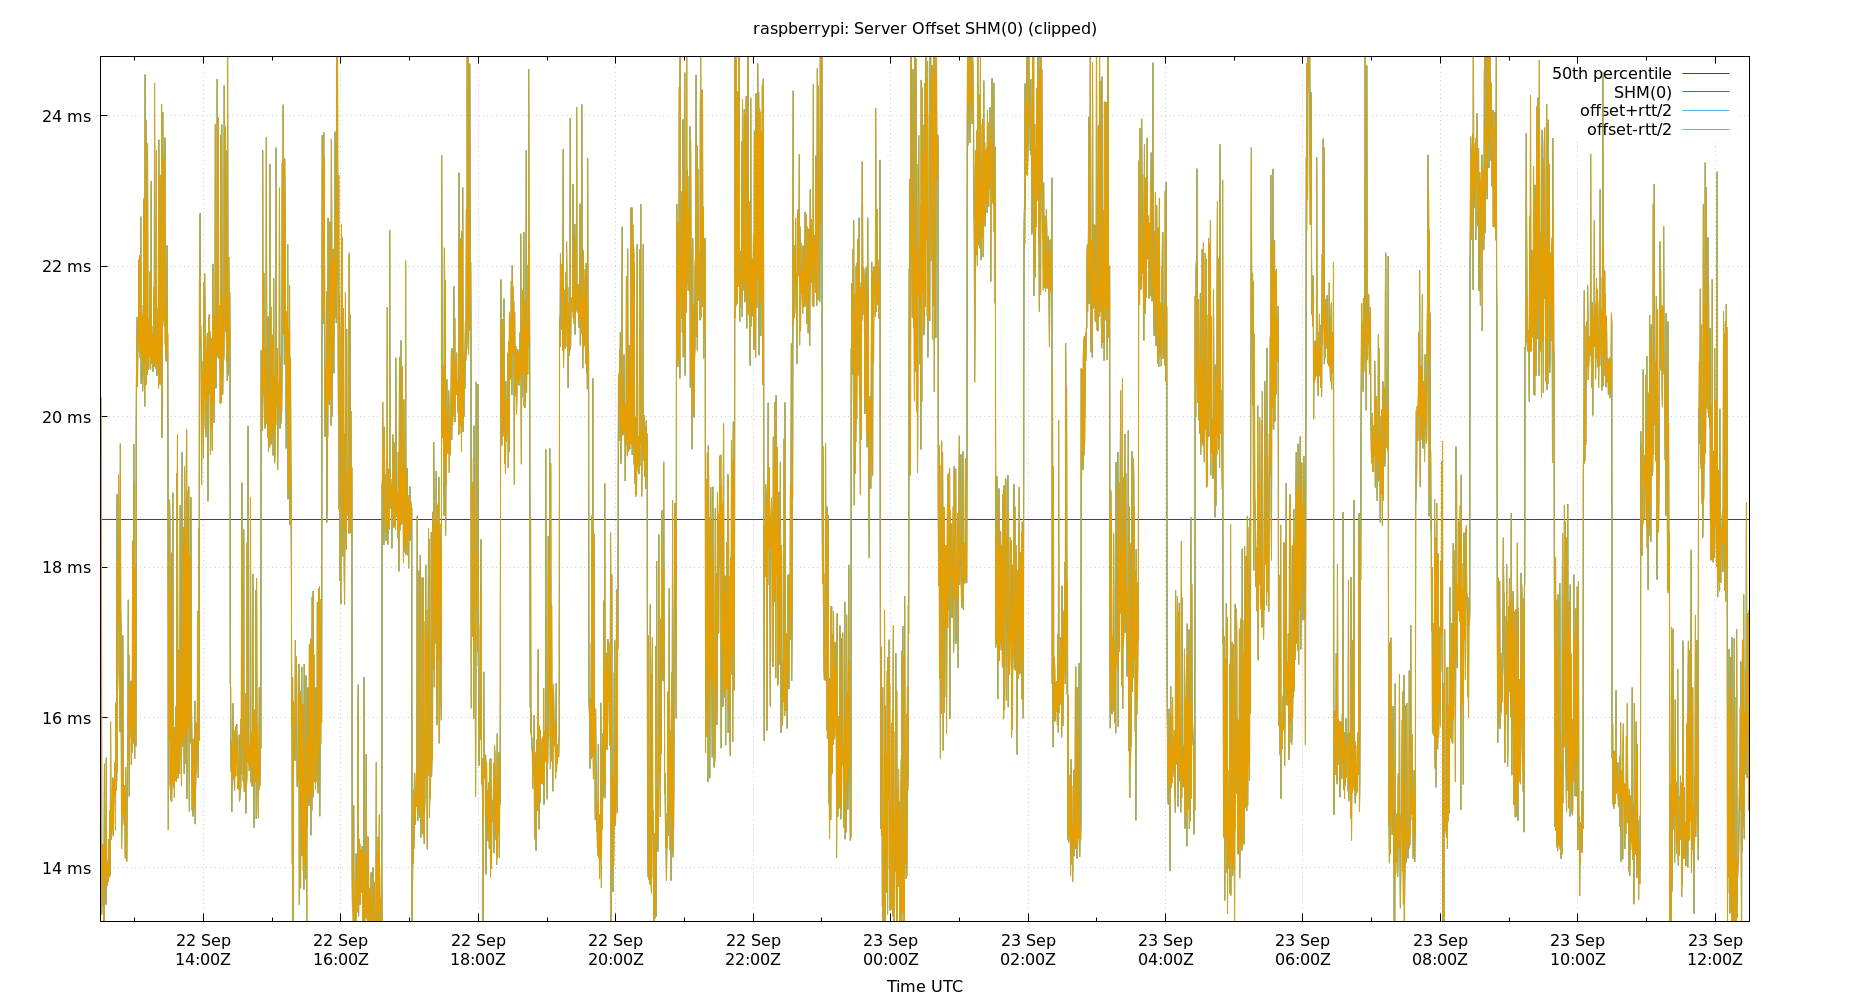 raspberrypi: Server Offset SHM(0) (clipped)
50th percentile
SHM(0)
offset+rtt/2
offset-rtt/2
24 ms
22 ms
20 ms
18 ms
16 ms
14 ms
22 Sep 22 Sep 22 Sep 22 Sep 22 Sep 23 Sep 23 Sep 23 Sep 23 Sep 23 Sep 23 Sep 23 Sep
14:00Z 16:00Z 18:00Z 20:00Z 22:00Z 00:00Z 02:00Z 04:00Z 06:00Z 08:00Z 10:00Z 12:00Z
Time UTC